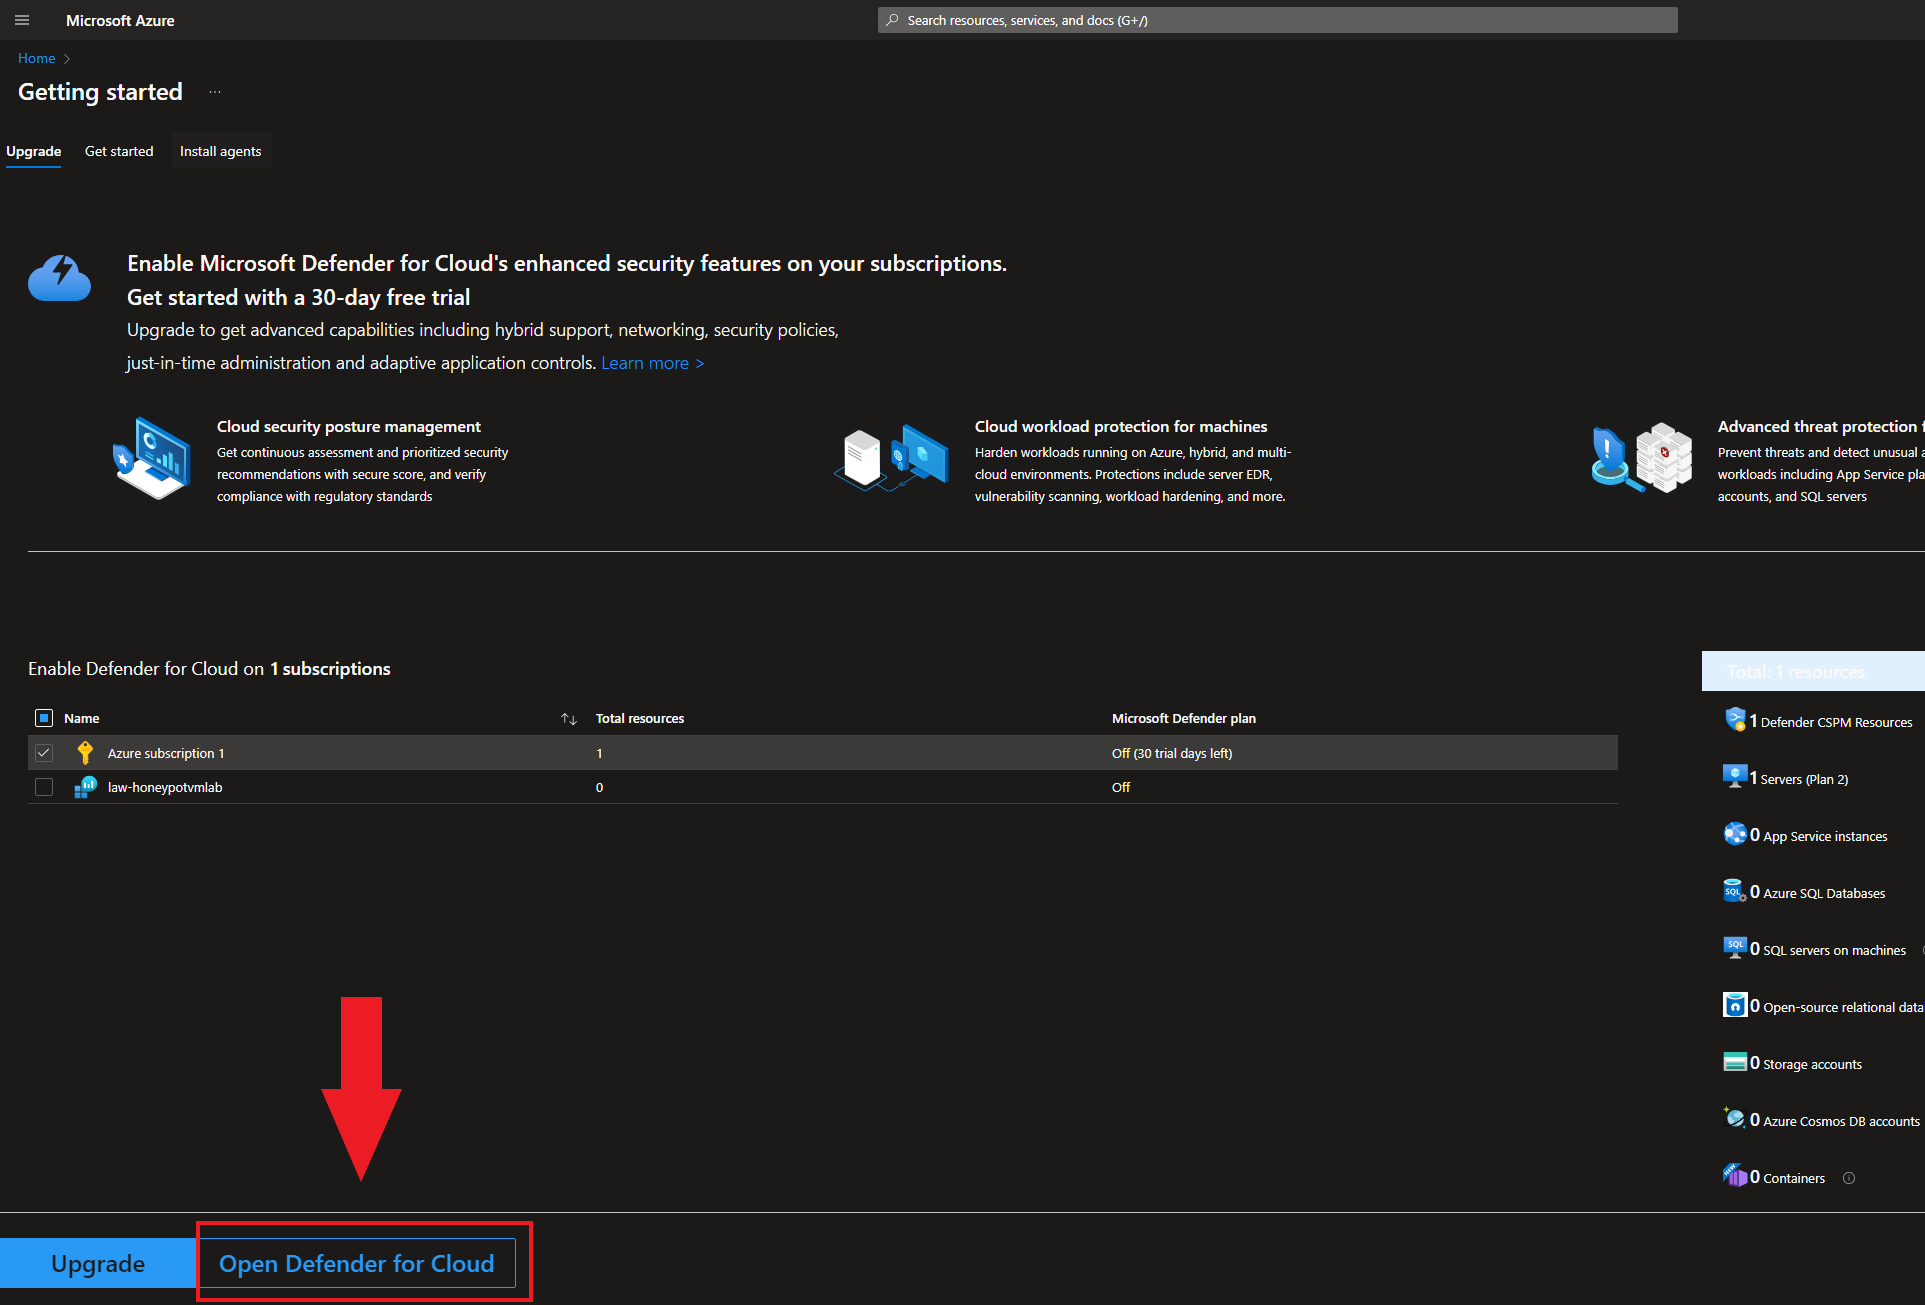 Microsoft Azure
Search resources, services, and docs (G+/)
Home
Getting started
Upgrade
Get started
Install agents
Enable Microsoft Defender for Cloud's enhanced security features on your subscriptions.
Get started with a 30-day free trial
Upgrade to get advanced capabilities including hybrid support, networking, security policies,
just-in-time administration and adaptive application controls. Learn more >
Cloud security posture management
Get continuous assessment and prioritized security
recommendations with secure score, and verify
compliance with regulatory standards
Cloud workload protection for machines
Harden workloads running on Azure, hybrid, and multi-
cloud environments. Protections include server EDR,
vulnerability scanning, workload hardening, and more.
Advanced threat protection f
Prevent threats and detect unusual a
workloads including App Service pla
accounts, and SQL servers
Enable Defender for Cloud on 1 subscriptions
Name Total resources Microsoft Defender plan
Azure subscription 1 1 Off (30 trial days left)
law-honeypotvmlab 0 Off
Total: 1 resources
1 Defender CSPM Resources
1 Servers (Plan 2)
0 App Service instances
0 Azure SQL Databases
0 SQL servers on machines
0 Open-source relational data
0 Storage accounts
0 Azure Cosmos DB accounts
0 Containers
Upgrade
Open Defender for Cloud